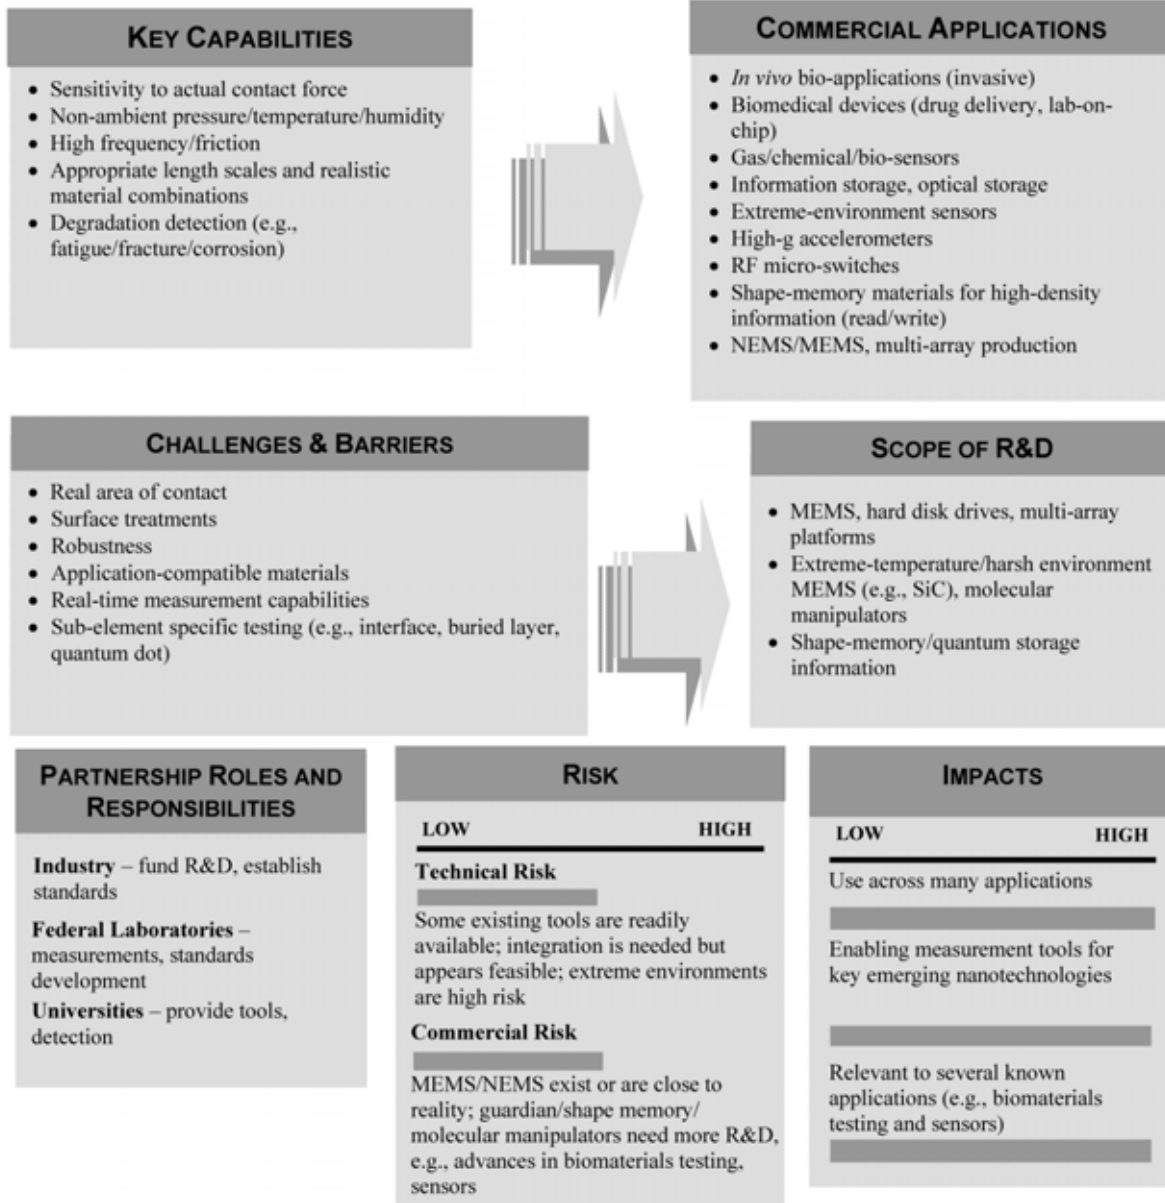 KEY CAPABILITIES
• Sensitivity to actual contact force
• Non-ambient pressure/temperature/humidity
• High frequency/friction
• Appropriate length scales and realistic
material combinations
• Degradation detection (e.g.,
fatigue/fracture/corrosion)
COMMERCIAL APPLICATIONS
• In vivo bio-applications (invasive)
• Biomedical devices (drug delivery, lab-on-
chip)
• Gas/chemical/bio-sensors
• Information storage, optical storage
• Extreme-environment sensors
• High-g accelerometers
• RF micro-switches
• Shape-memory materials for high-density
information (read/write)
• NEMS/MEMS, multi-array production
CHALLENGES & BARRIERS
• Real area of contact
• Surface treatments
• Robustness
• Application-compatible materials
• Real-time measurement capabilities
• Sub-element specific testing (e.g., interface, buried layer,
quantum dot)
SCOPE OF R&D
• MEMS, hard disk drives, multi-array
platforms
• Extreme-temperature/harsh environment
MEMS (e.g., SiC), molecular
manipulators
• Shape-memory/quantum storage
information
PARTNERSHIP ROLES AND
RESPONSIBILITIES
Industry – fund R&D, establish
standards
Federal Laboratories –
measurements, standards
development
Universities – provide tools,
detection
RISK
LOW HIGH
Technical Risk
Some existing tools are readily
available; integration is needed but
appears feasible; extreme environments
are high risk
Commercial Risk
MEMS/NEMS exist or are close to
reality; guardian/shape memory/
molecular manipulators need more R&D,
e.g., advances in biomaterials testing,
sensors
IMPACTS
LOW HIGH
Use across many applications
Enabling measurement tools for
key emerging nanotechnologies
Relevant to several known
applications (e.g., biomaterials
testing and sensors)